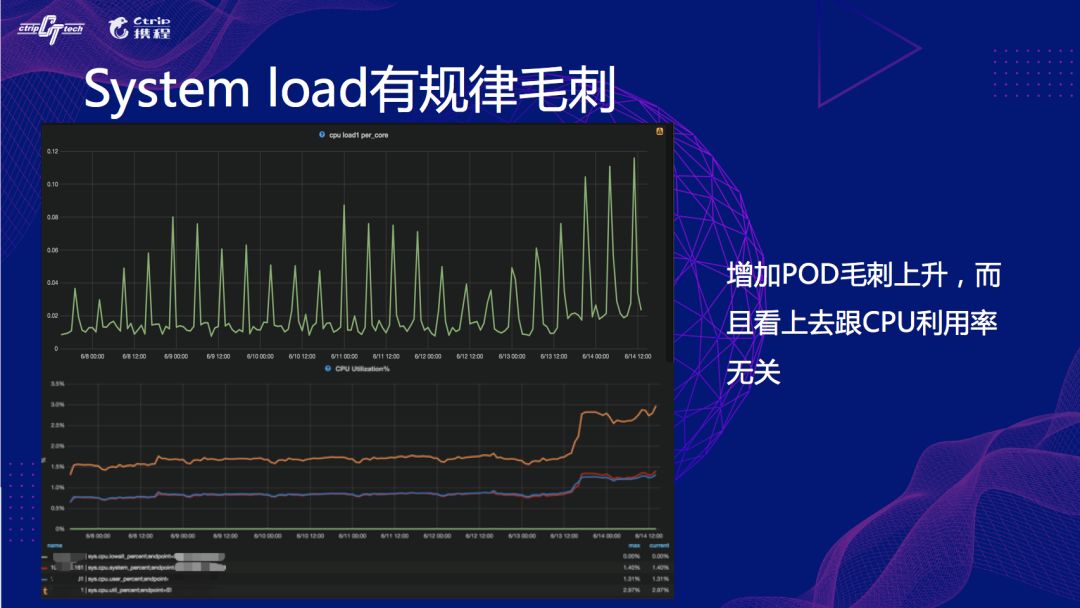 ctrip tech
Ctrip
携程
System load有规律毛刺
cpu load1 per_core
0.12
0.10
0.08
0.06
0.04
0.02
0
6/8 00:00 6/8 12:00 6/9 00:00 6/9 12:00 6/10 00:00 6/10 12:00 6/11 00:00 6/11 12:00 6/12 00:00 6/12 12:00 6/13 00:00 6/13 12:00 6/14 00:00 6/14 12:00
CPU Utilization%
3.5%
3.0%
2.5%
2.0%
1.5%
1.0%
0.5%
0%
6/8 00:00 6/8 12:00 6/9 00:00 6/9 12:00 6/10 00:00 6/10 12:00 6/11 00:00 6/11 12:00 6/12 00:00 6/12 12:00 6/13 00:00 6/13 12:00 6/14 00:00 6/14 12:00
name max current
| sys.cpu.iowait_percent;endpoint= 0.00% 0.00%
| sys.cpu.system_percent;endpoint 1.40% 1.40%
| sys.cpu.user_percent;endpoint= 1.31% 1.31%
| sys.cpu.util_percent;endpoint= 2.97% 2.97%
增加POD毛刺上升，而
且看上去跟CPU利用率
无关